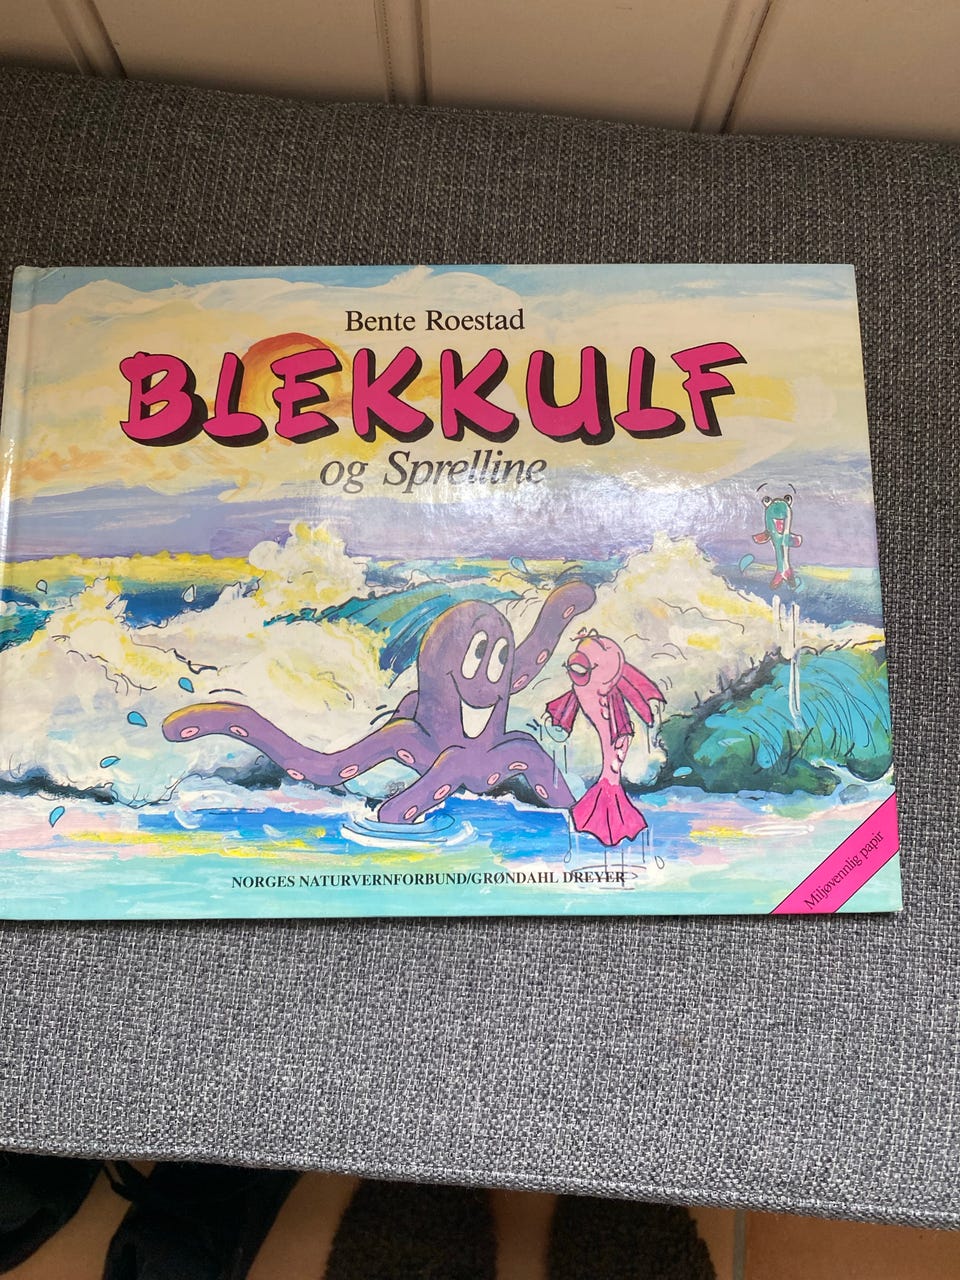 Bente Roestad
BLEKKULF
og Sprelline
NORGES NATURVERNFORBUND/GRØNDAHL DREYER
Miljøvennlig papir